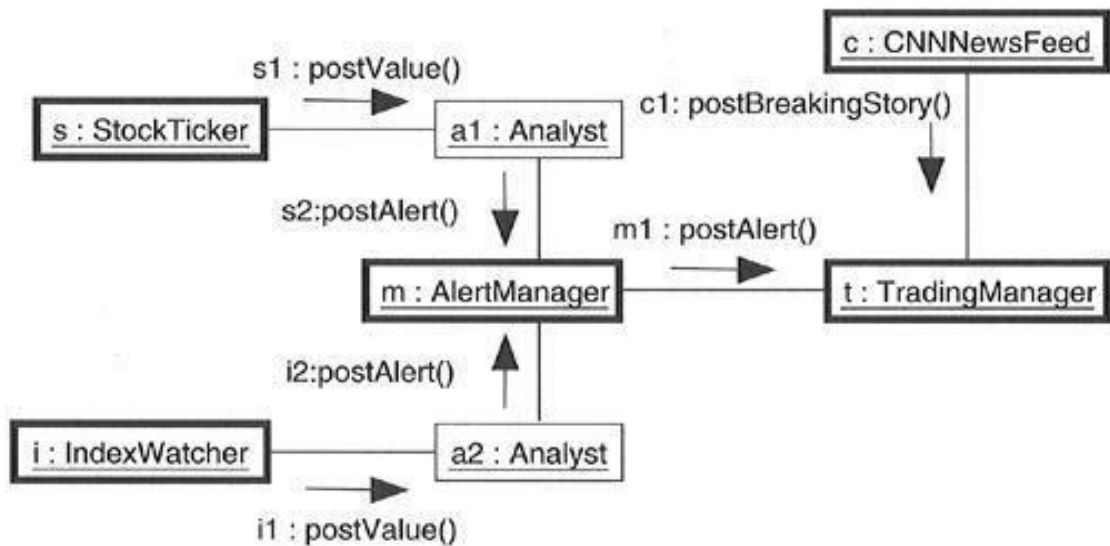 c : CNNNewsFeed
s1 : postValue()
c1: postBreakingStory()
s : StockTicker
a1 : Analyst
s2:postAlert()
m1 : postAlert()
m : AlertManager
t : TradingManager
i2:postAlert()
i : IndexWatcher
a2 : Analyst
i1 : postValue()